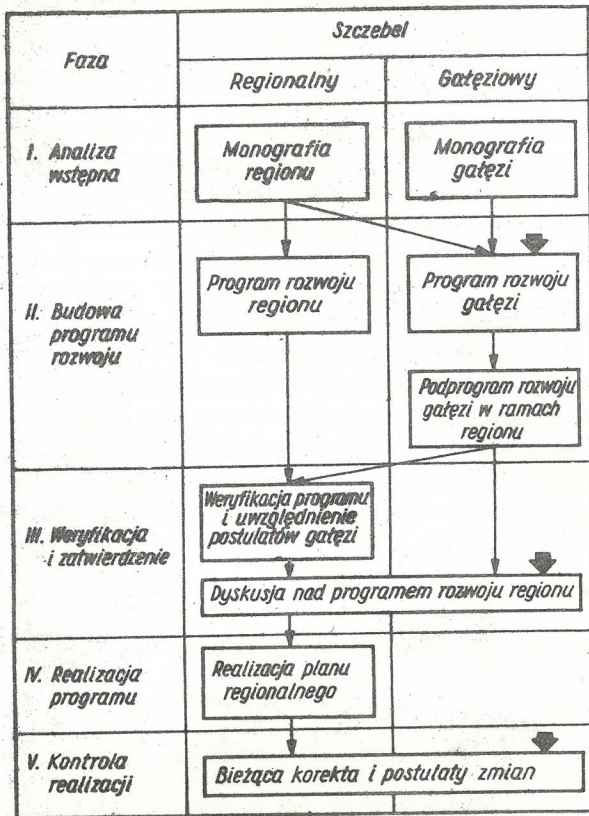 Faza
Szczebel
Regionalny
Gałęziowy
I. Analiza
wstępna
Monografia
regionu
Monografia
gałęzi
II. Budowa
programu
rozwoju
Program rozwoju
regionu
Program rozwoju
gałęzi
Podprogram rozwoju
gałęzi w ramach
regionu
III. Weryfikacja
i zatwierdzenie
Weryfikacja programu
i uwzględnienie
postulatów gałęzi
Dyskusja nad programem rozwoju regionu
IV. Realizacja
programu
Realizacja planu
regionalnego
V. Kontrola
realizacji
Bieżąca korekta i postulaty zmian